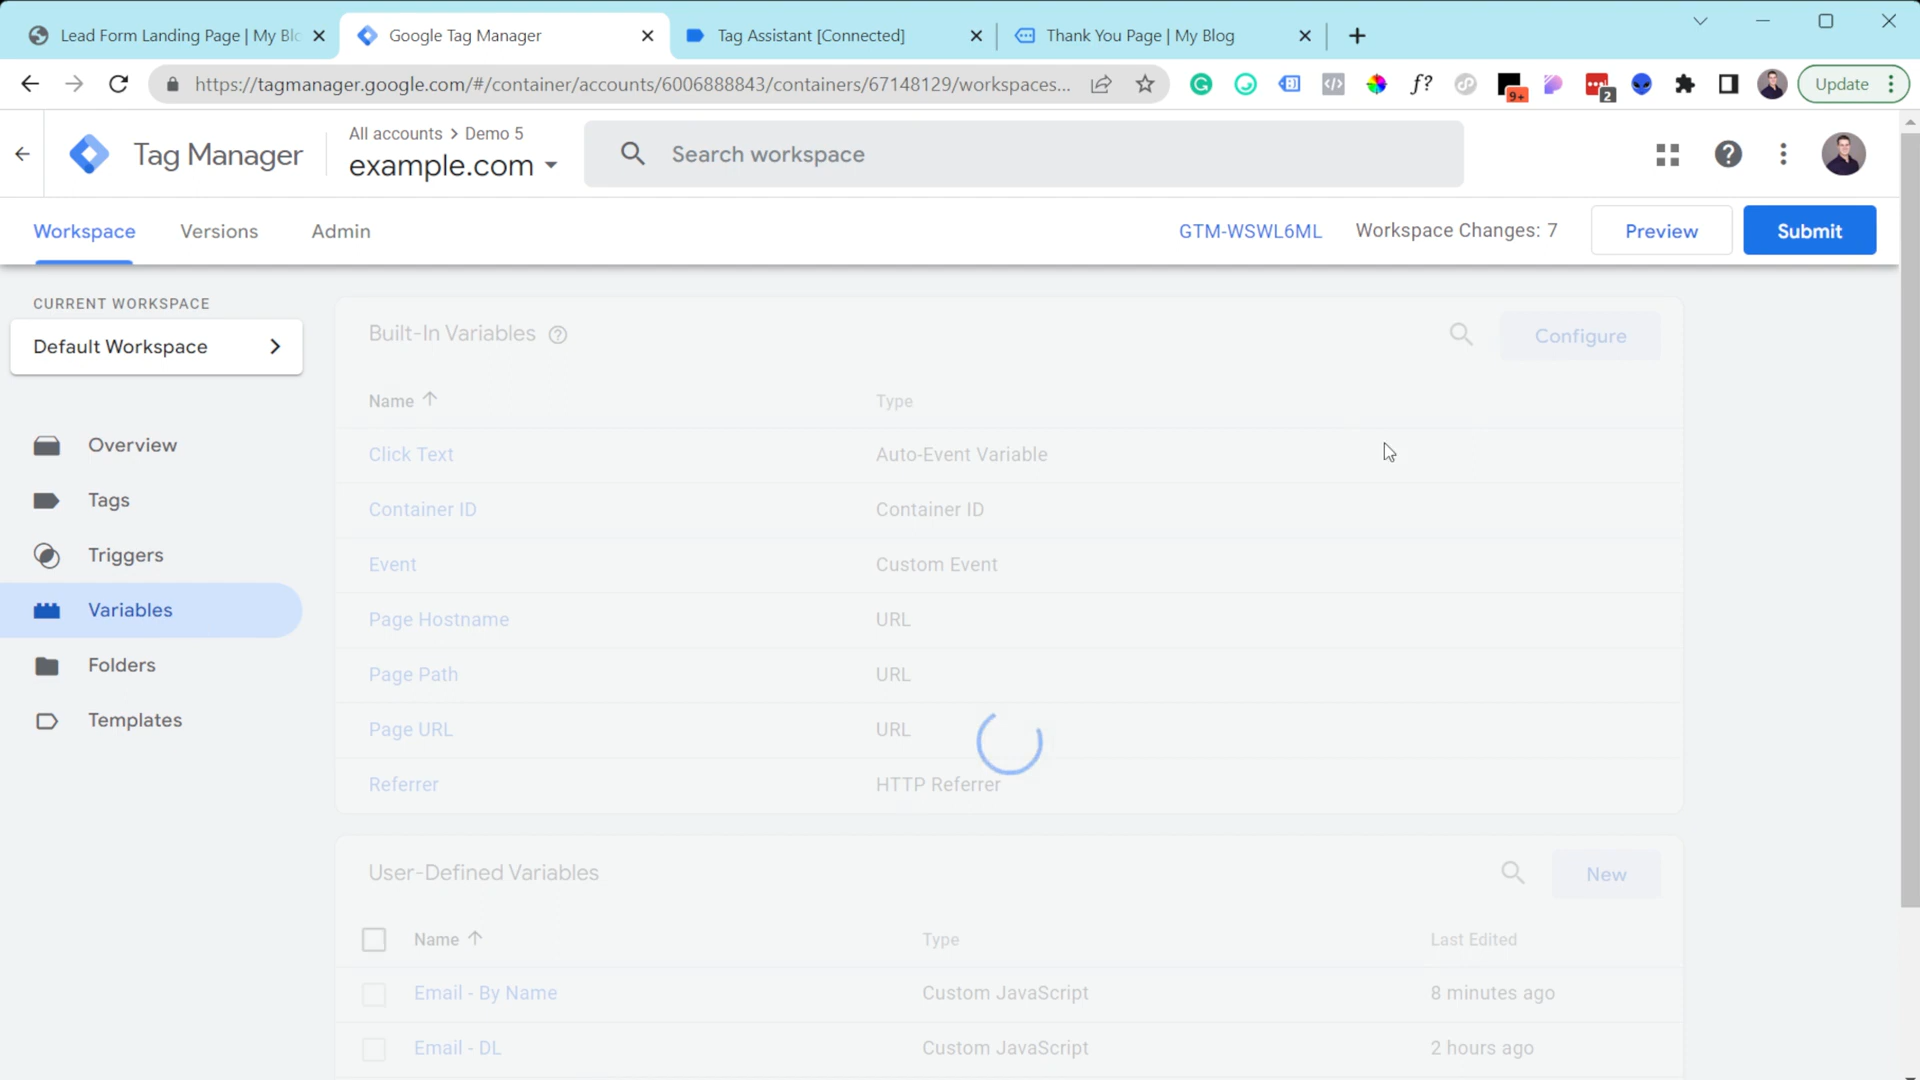 Lead Form Landing Page | My Blo
Google Tag Manager
Tag Assistant [Connected]
Thank You Page | My Blog
https://tagmanager.google.com/#/container/accounts/6006888843/containers/67148129/workspaces...
f?
9+
2
Update
Tag Manager
All accounts > Demo 5
example.com
Search workspace
Workspace
Versions
Admin
GTM-WSWL6ML
Workspace Changes: 7
Preview
Submit
CURRENT WORKSPACE
Default Workspace
Overview
Tags
Triggers
Variables
Folders
Templates
Built-In Variables
Configure
Name
Type
Click Text
Auto-Event Variable
Container ID
Container ID
Event
Custom Event
Page Hostname
URL
Page Path
URL
Page URL
URL
Referrer
HTTP Referrer
User-Defined Variables
New
Name
Type
Last Edited
Email - By Name
Custom JavaScript
8 minutes ago
Email - DL
Custom JavaScript
2 hours ago